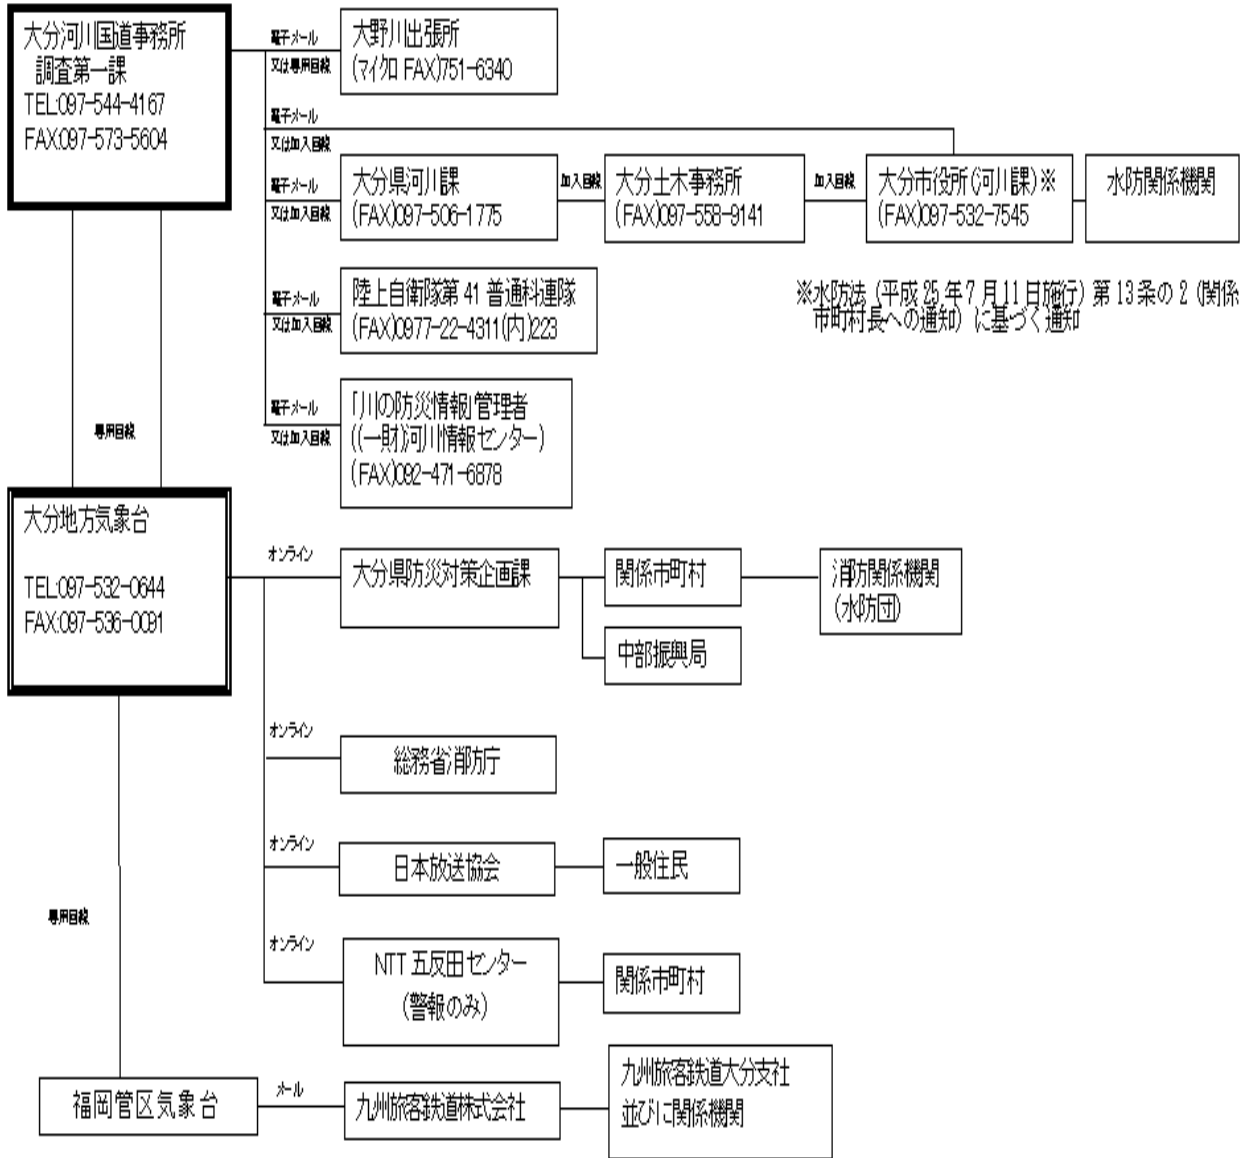 大分河川国道事務所
調査第一課
TEL:097-544-4167
FAX:097-573-5604
電子メール
又は専用回線
大野川出張所
(マイクロ FAX)751-6340
電子メール
又は加入回線
電子メール
又は加入回線
大分県河川課
(FAX)097-506-1775
加入回線
大分土木事務所
(FAX)097-558-9141
加入回線
大分市役所(河川課)※
(FAX)097-532-7545
水防関係機関
電子メール
又は加入回線
陸上自衛隊第 41 普通科連隊
(FAX)0977-22-4311(内)223
※水防法 (平成 25 年 7 月 11 日施行) 第 13 条の 2 (関係
市町村長への通知) に基づく通知
電子メール
又は加入回線
「川の防災情報」管理者
((一財)河川情報センター)
(FAX)092-471-6878
専用回線
大分地方気象台
TEL:097-532-0644
FAX:097-536-0091
オンライン
大分県防災対策企画課
関係市町村
消防関係機関
(水防団)
中部振興局
オンライン
総務省消防庁
オンライン
日本放送協会
一般住民
専用回線
オンライン
NTT 五反田センター
(警報のみ)
関係市町村
福岡管区気象台
メール
九州旅客鉄道株式会社
九州旅客鉄道大分支社
並びに関係機関